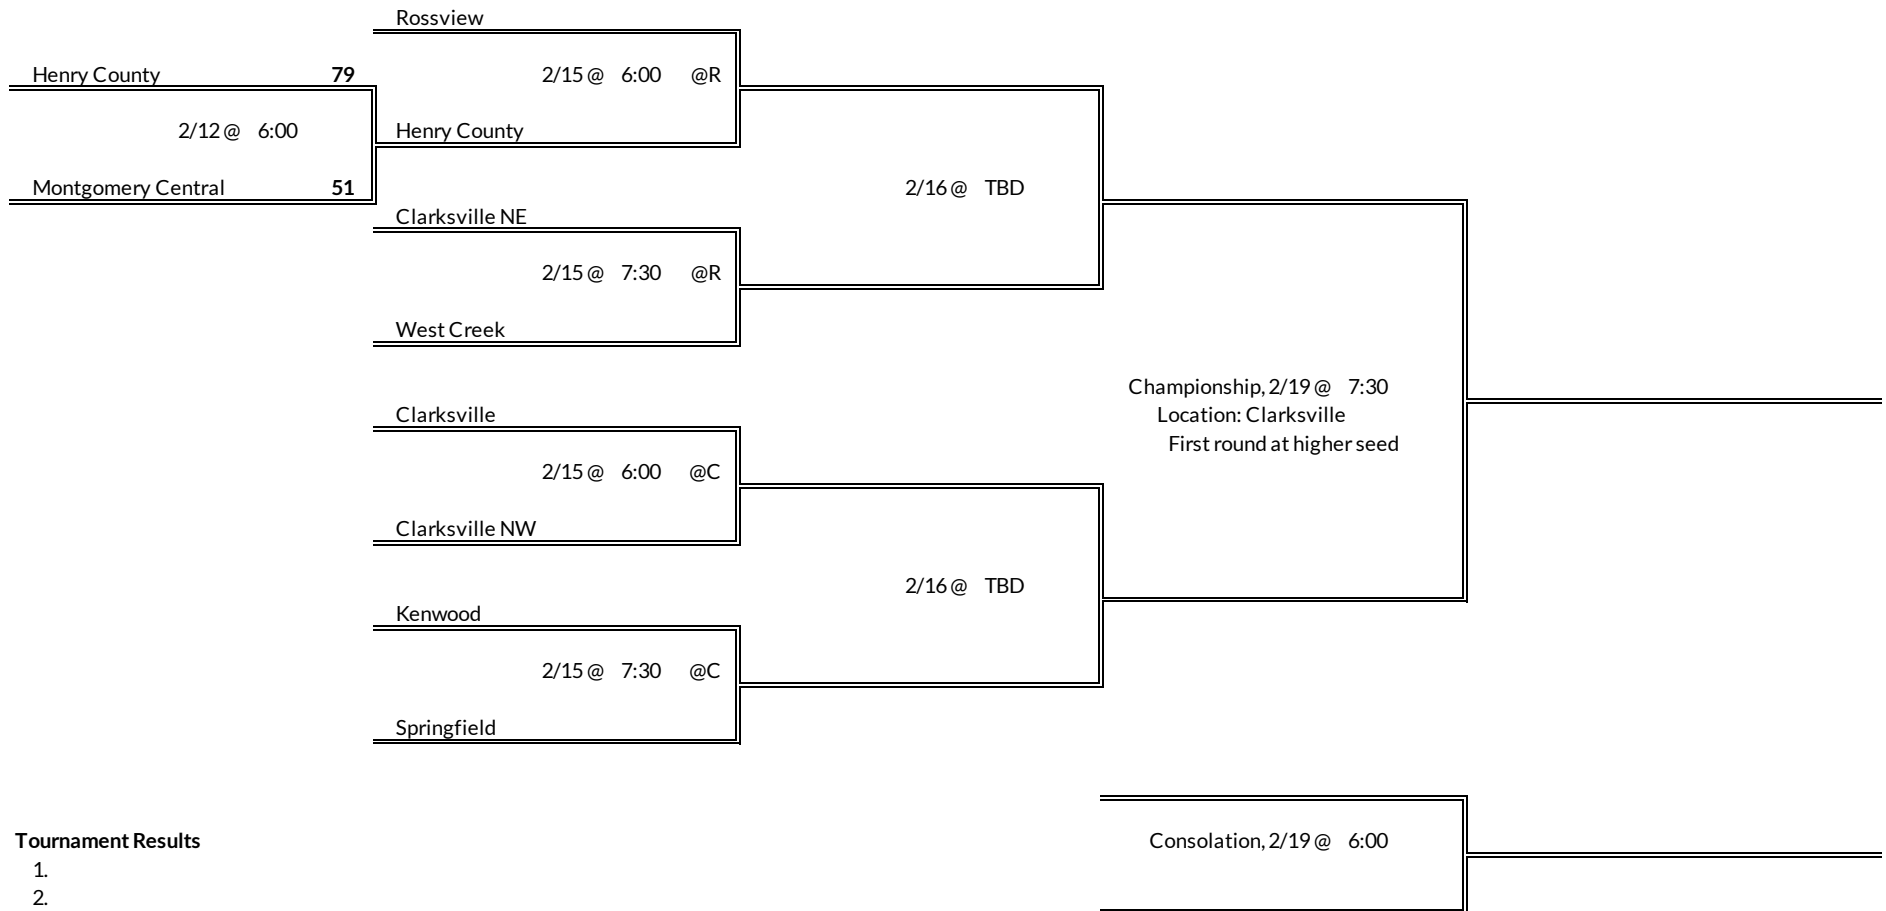 Rossview
Henry County 79
2/15 @ 6:00 @R
2/12 @ 6:00
Henry County
Montgomery Central 51
2/16 @ TBD
Clarksville NE
2/15 @ 7:30 @R
West Creek
Championship, 2/19 @ 7:30
Clarksville
Location: Clarksville
First round at higher seed
2/15 @ 6:00 @C
Clarksville NW
2/16 @ TBD
Kenwood
2/15 @ 7:30 @C
Springfield
Tournament Results
Consolation, 2/19 @ 6:00
1.
2.